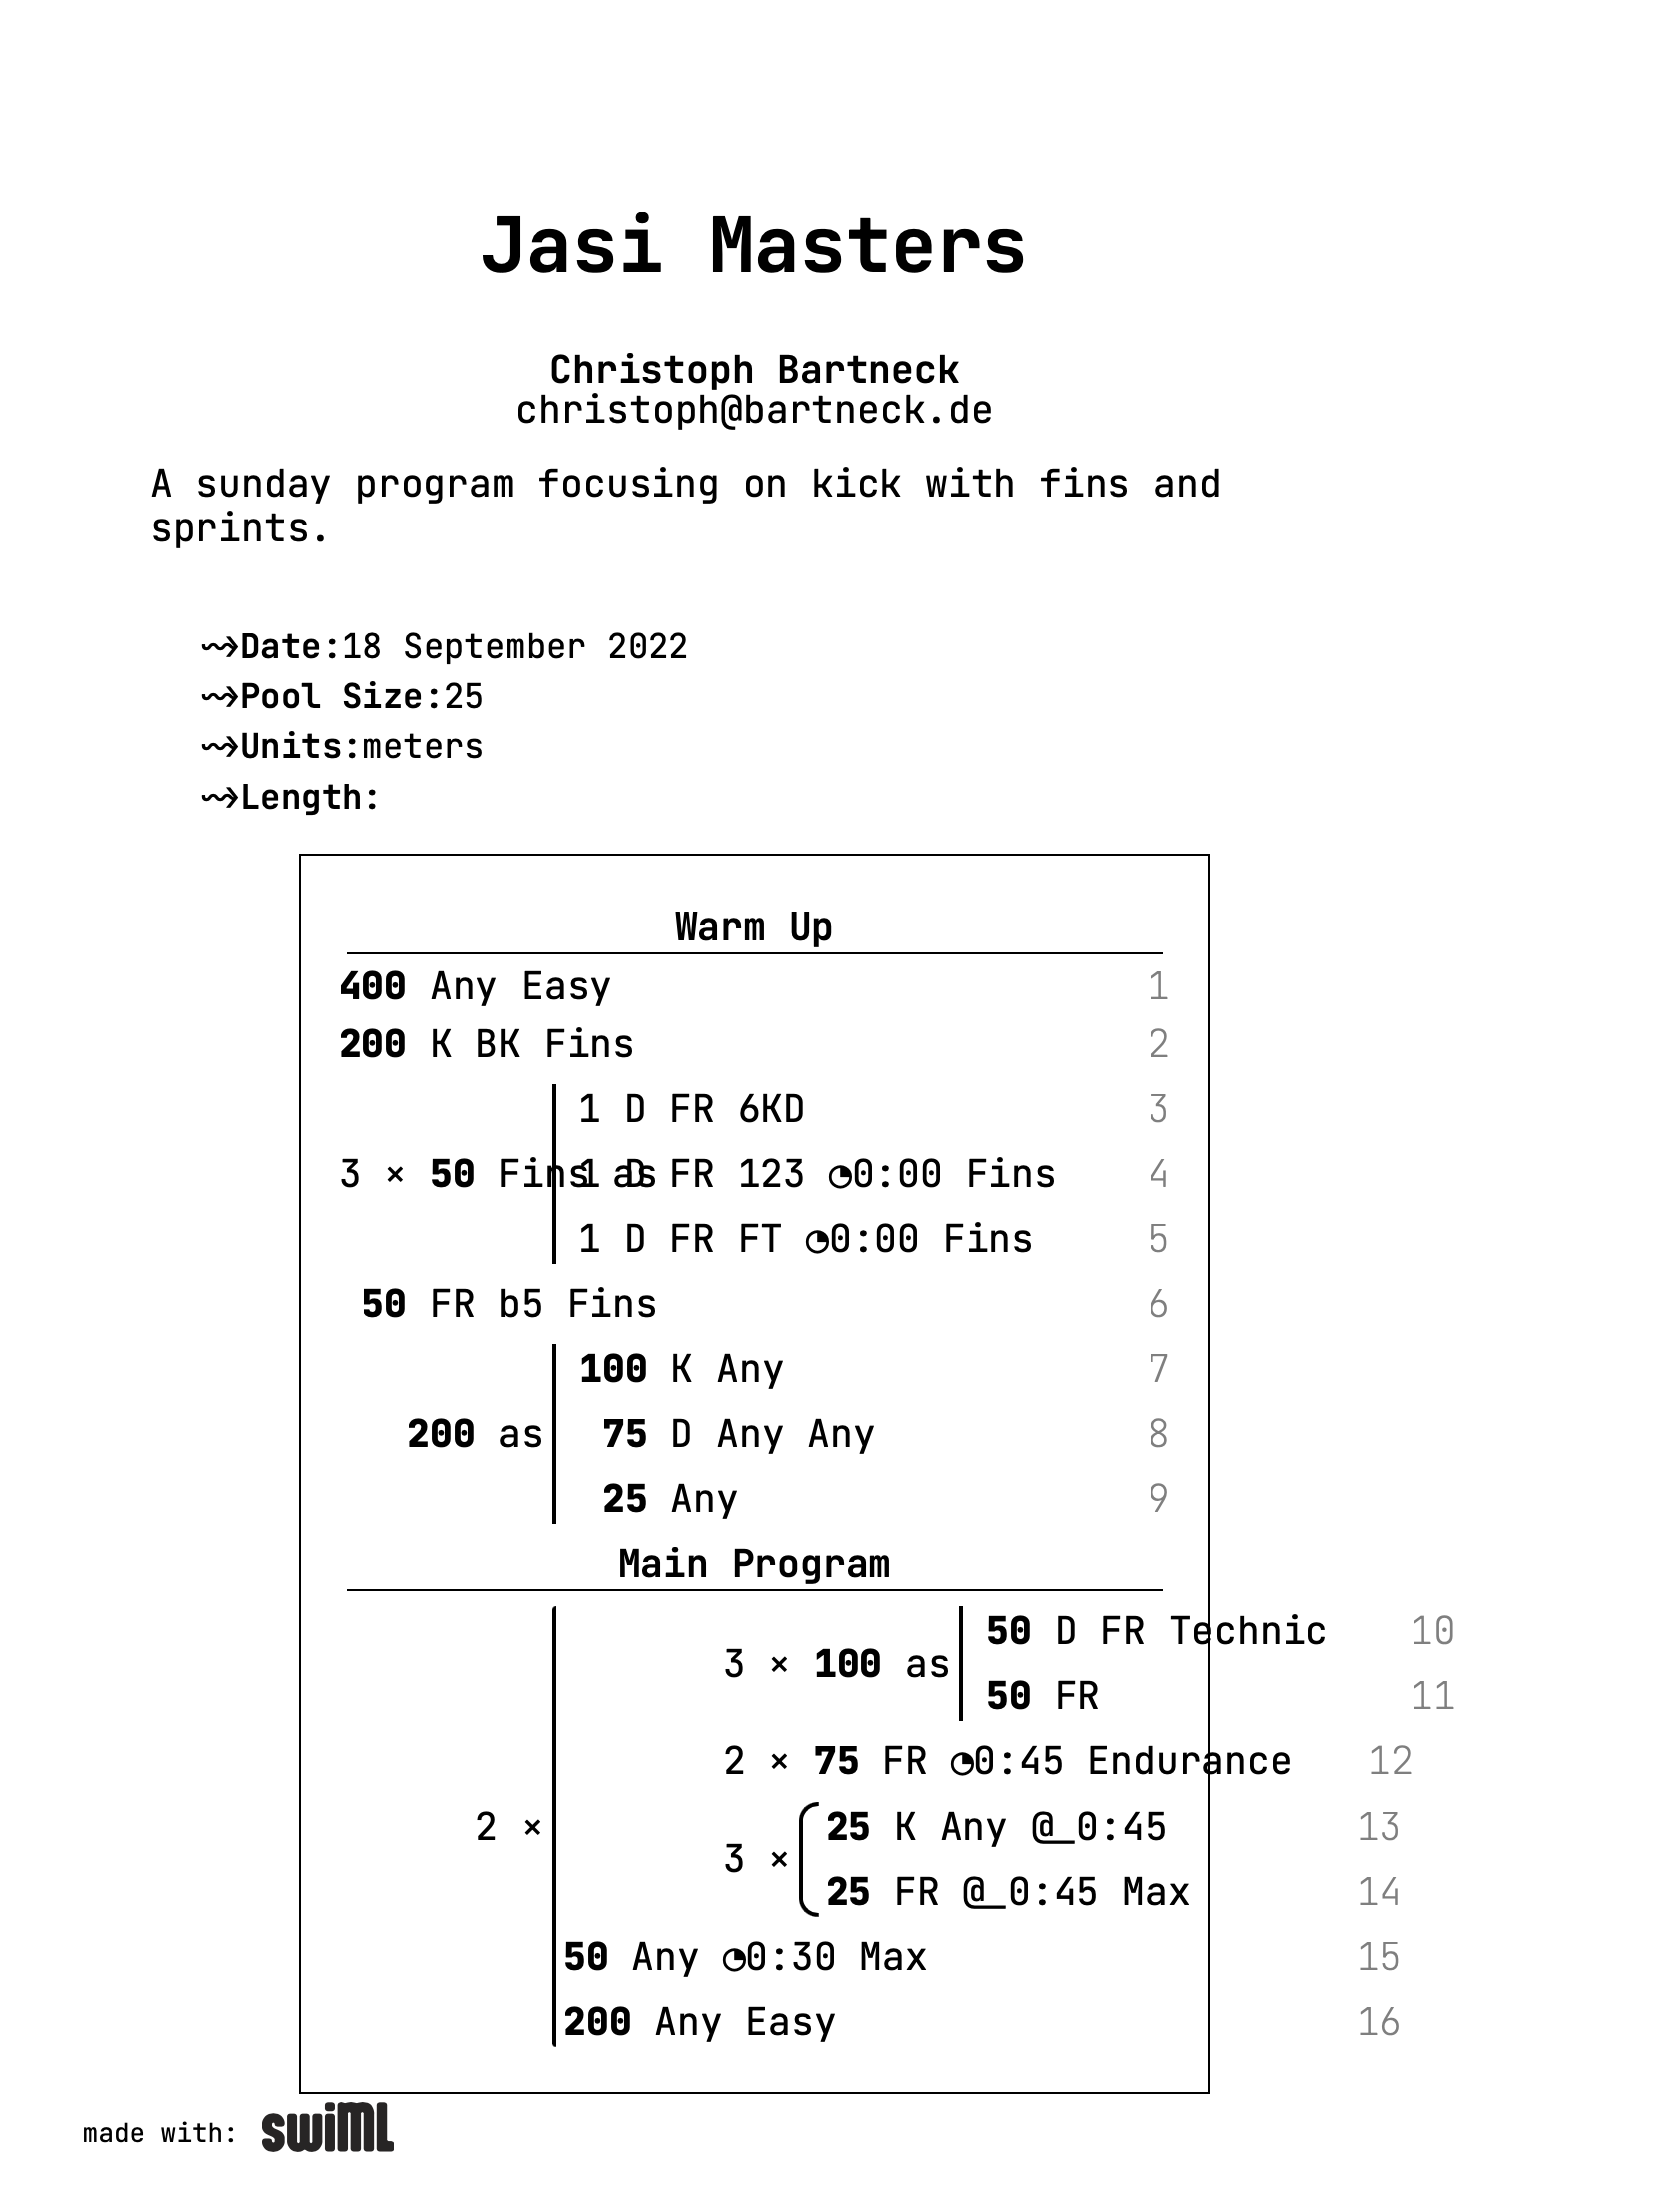 Jasi Masters
Christoph Bartneck
christoph@bartneck.de
A sunday program focusing on kick with fins and
sprints.
⤳Date:18 September 2022
⤳Pool Size:25
⤳Units:meters
⤳Length:
Warm Up
400 Any Easy 1
200 K BK Fins 2
1 D FR 6KD 3
3 × 50 Fins as 1 D FR 123 ◔0:00 Fins 4
1 D FR FT ◔0:00 Fins 5
50 FR b5 Fins 6
100 K Any 7
200 as 75 D Any Any 8
25 Any 9
Main Program
50 D FR Technic 10
3 × 100 as
50 FR 11
2 × 75 FR ◔0:45 Endurance 12
2 ×
25 K Any @_0:45 13
3 ×
25 FR @_0:45 Max 14
50 Any ◔0:30 Max 15
200 Any Easy 16
made with: swiML